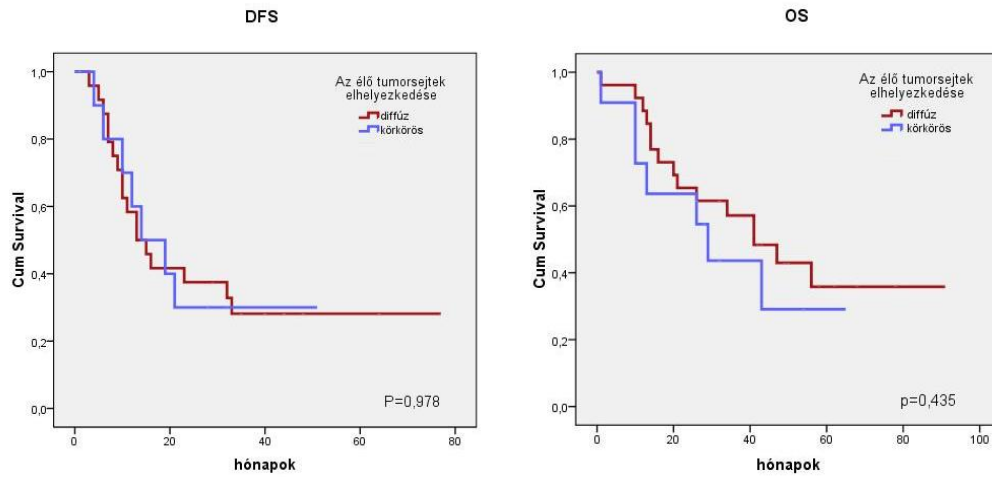 DFS
Az élő tumorsejtek
elhelyezkedése
diffúz
körkörös
1,0
0,8
0,6
0,4
0,2
0,0
Cum Survival
P=0,978
0
20
40
60
80
hónapok
OS
Az élő tumorsejtek
elhelyezkedése
diffúz
körkörös
1,0
0,8
0,6
0,4
0,2
0,0
Cum Survival
p=0,435
0
20
40
60
80
100
hónapok